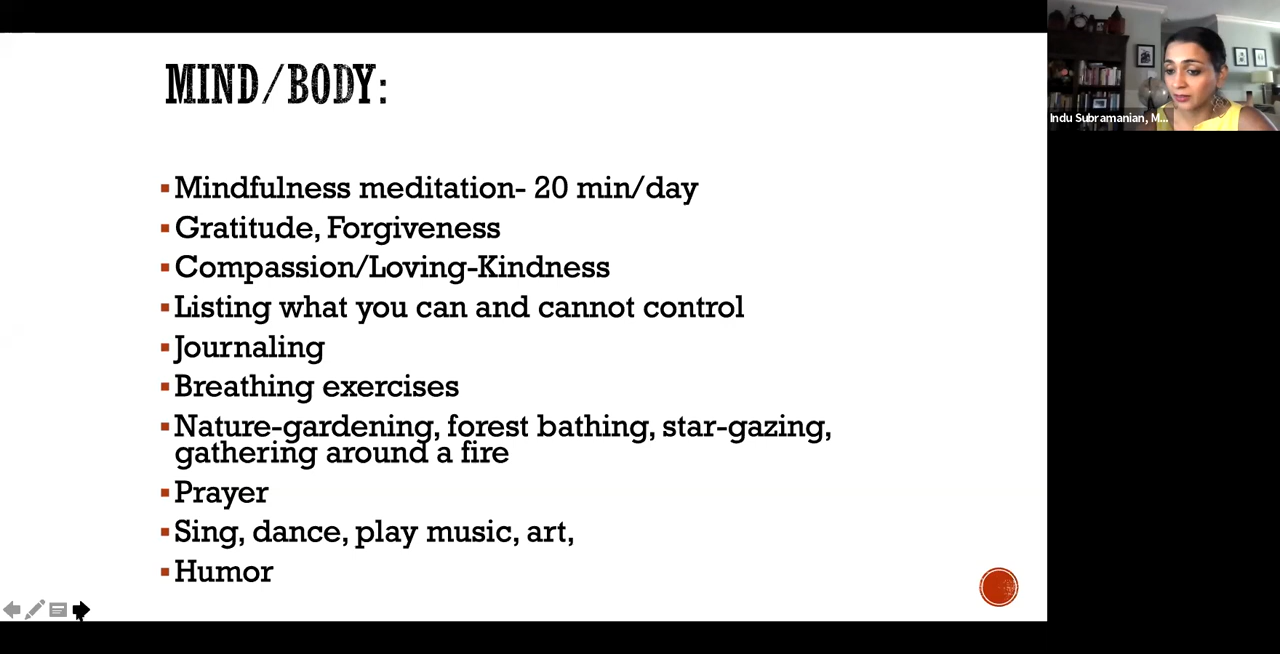 MIND/BODY:
Indu Subramanian, M...
▪Mindfulness meditation- 20 min/day
▪Gratitude, Forgiveness
▪Compassion/Loving-Kindness
▪Listing what you can and cannot control
▪Journaling
▪Breathing exercises
▪Nature-gardening, forest bathing, star-gazing,
gathering around a fire
▪Prayer
▪Sing, dance, play music, art,
▪Humor